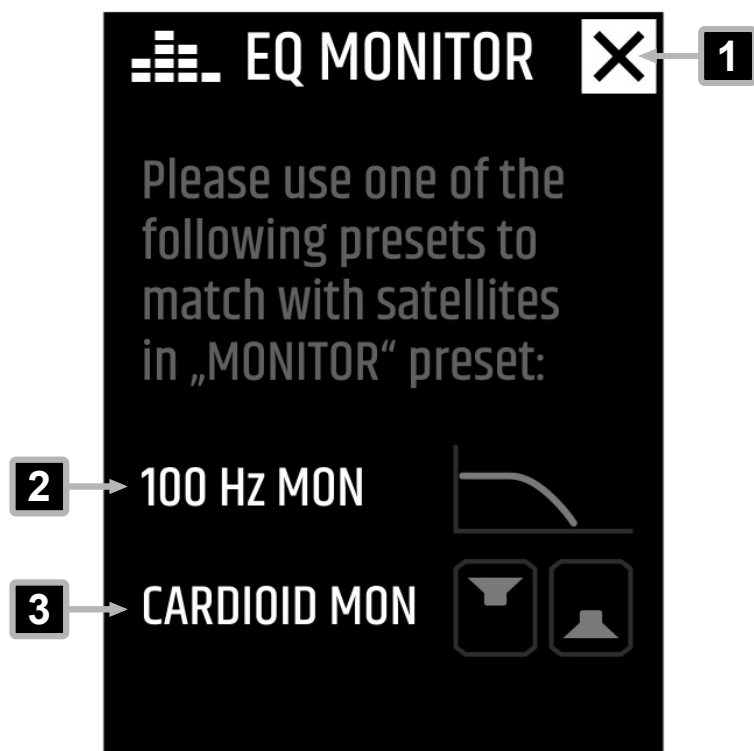 EQ MONITOR
1
Please use one of the
following presets to
match with satellites
in „MONITOR“ preset:
2
100 Hz MON
3
CARDIOID MON